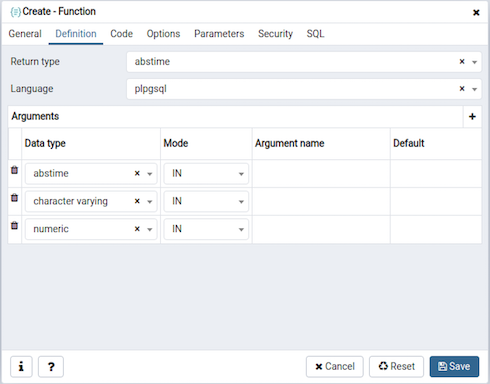 Create - Function
General Definition Code Options Parameters Security SQL
Return type abstime
Language plpgsql
Arguments
Data type Mode Argument name Default
abstime IN
character varying IN
numeric IN
i ? Cancel Reset Save